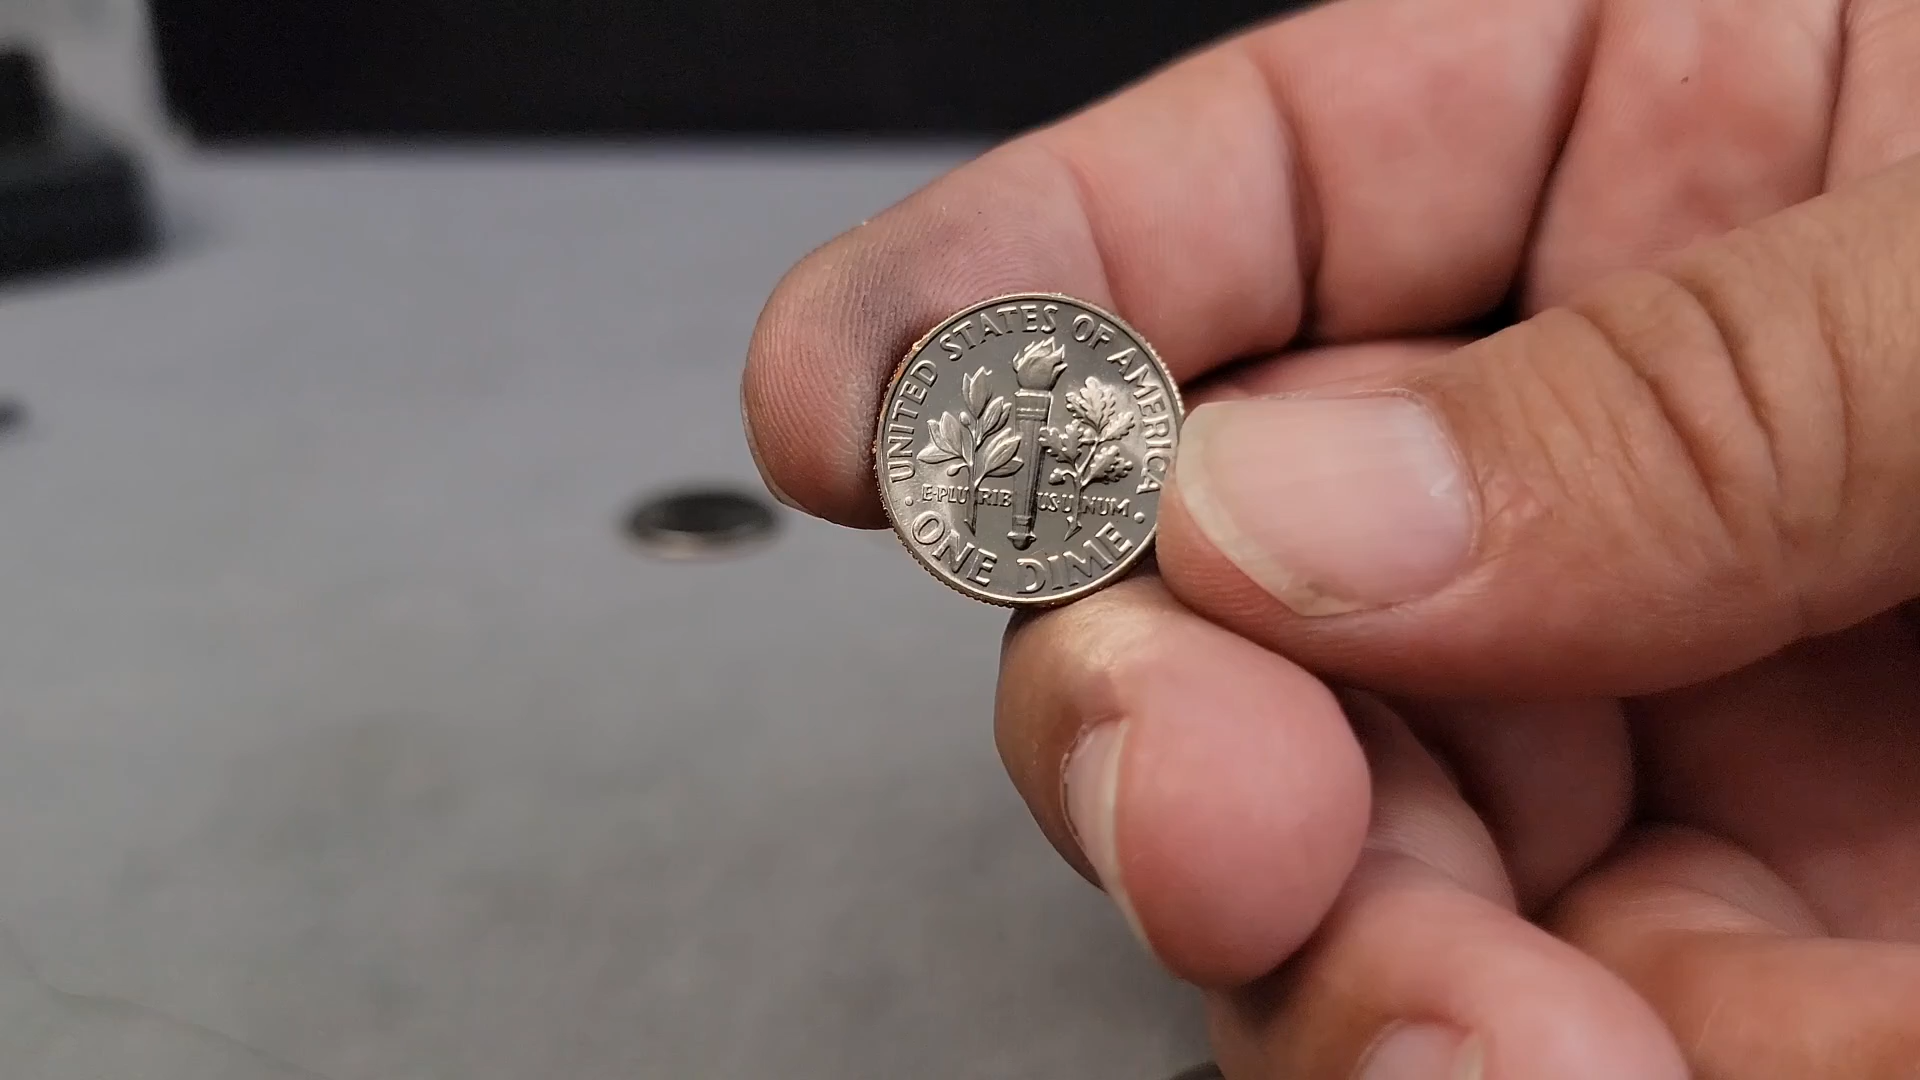 UNITED STATES OF AMERICA
E·PLURIBUS·UNUM
· ONE DIME ·